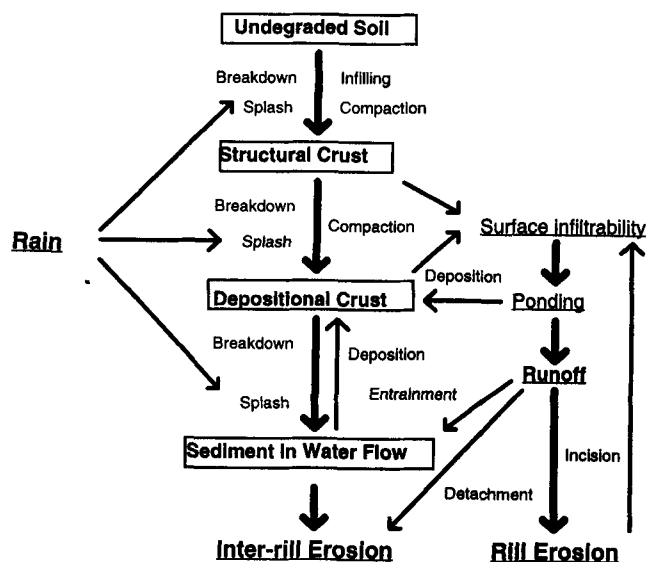 Undegraded Soil
Breakdown Infilling
Splash Compaction
Structural Crust
Breakdown
Compaction
Splash
Rain
Surface infiltrability
Deposition
Depositional Crust
Ponding
Breakdown
Deposition
Runoff
Entrainment
Splash
Sediment In Water Flow
Incision
Detachment
Inter-rill Erosion
Rill Erosion